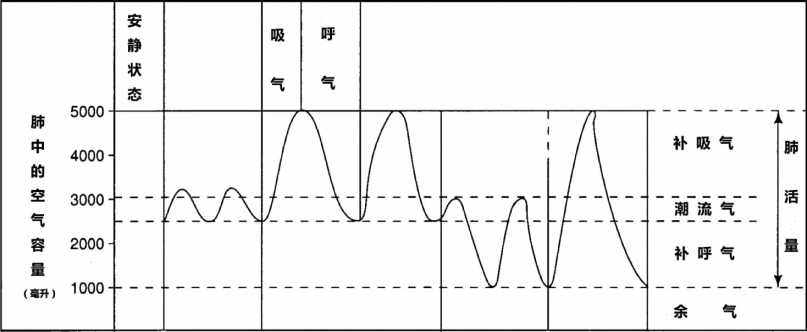 安静状态
吸气
呼气
肺中的空气容量
(毫升)
5000
4000
3000
2000
1000
补吸气
潮流气
补呼气
余气
肺活量